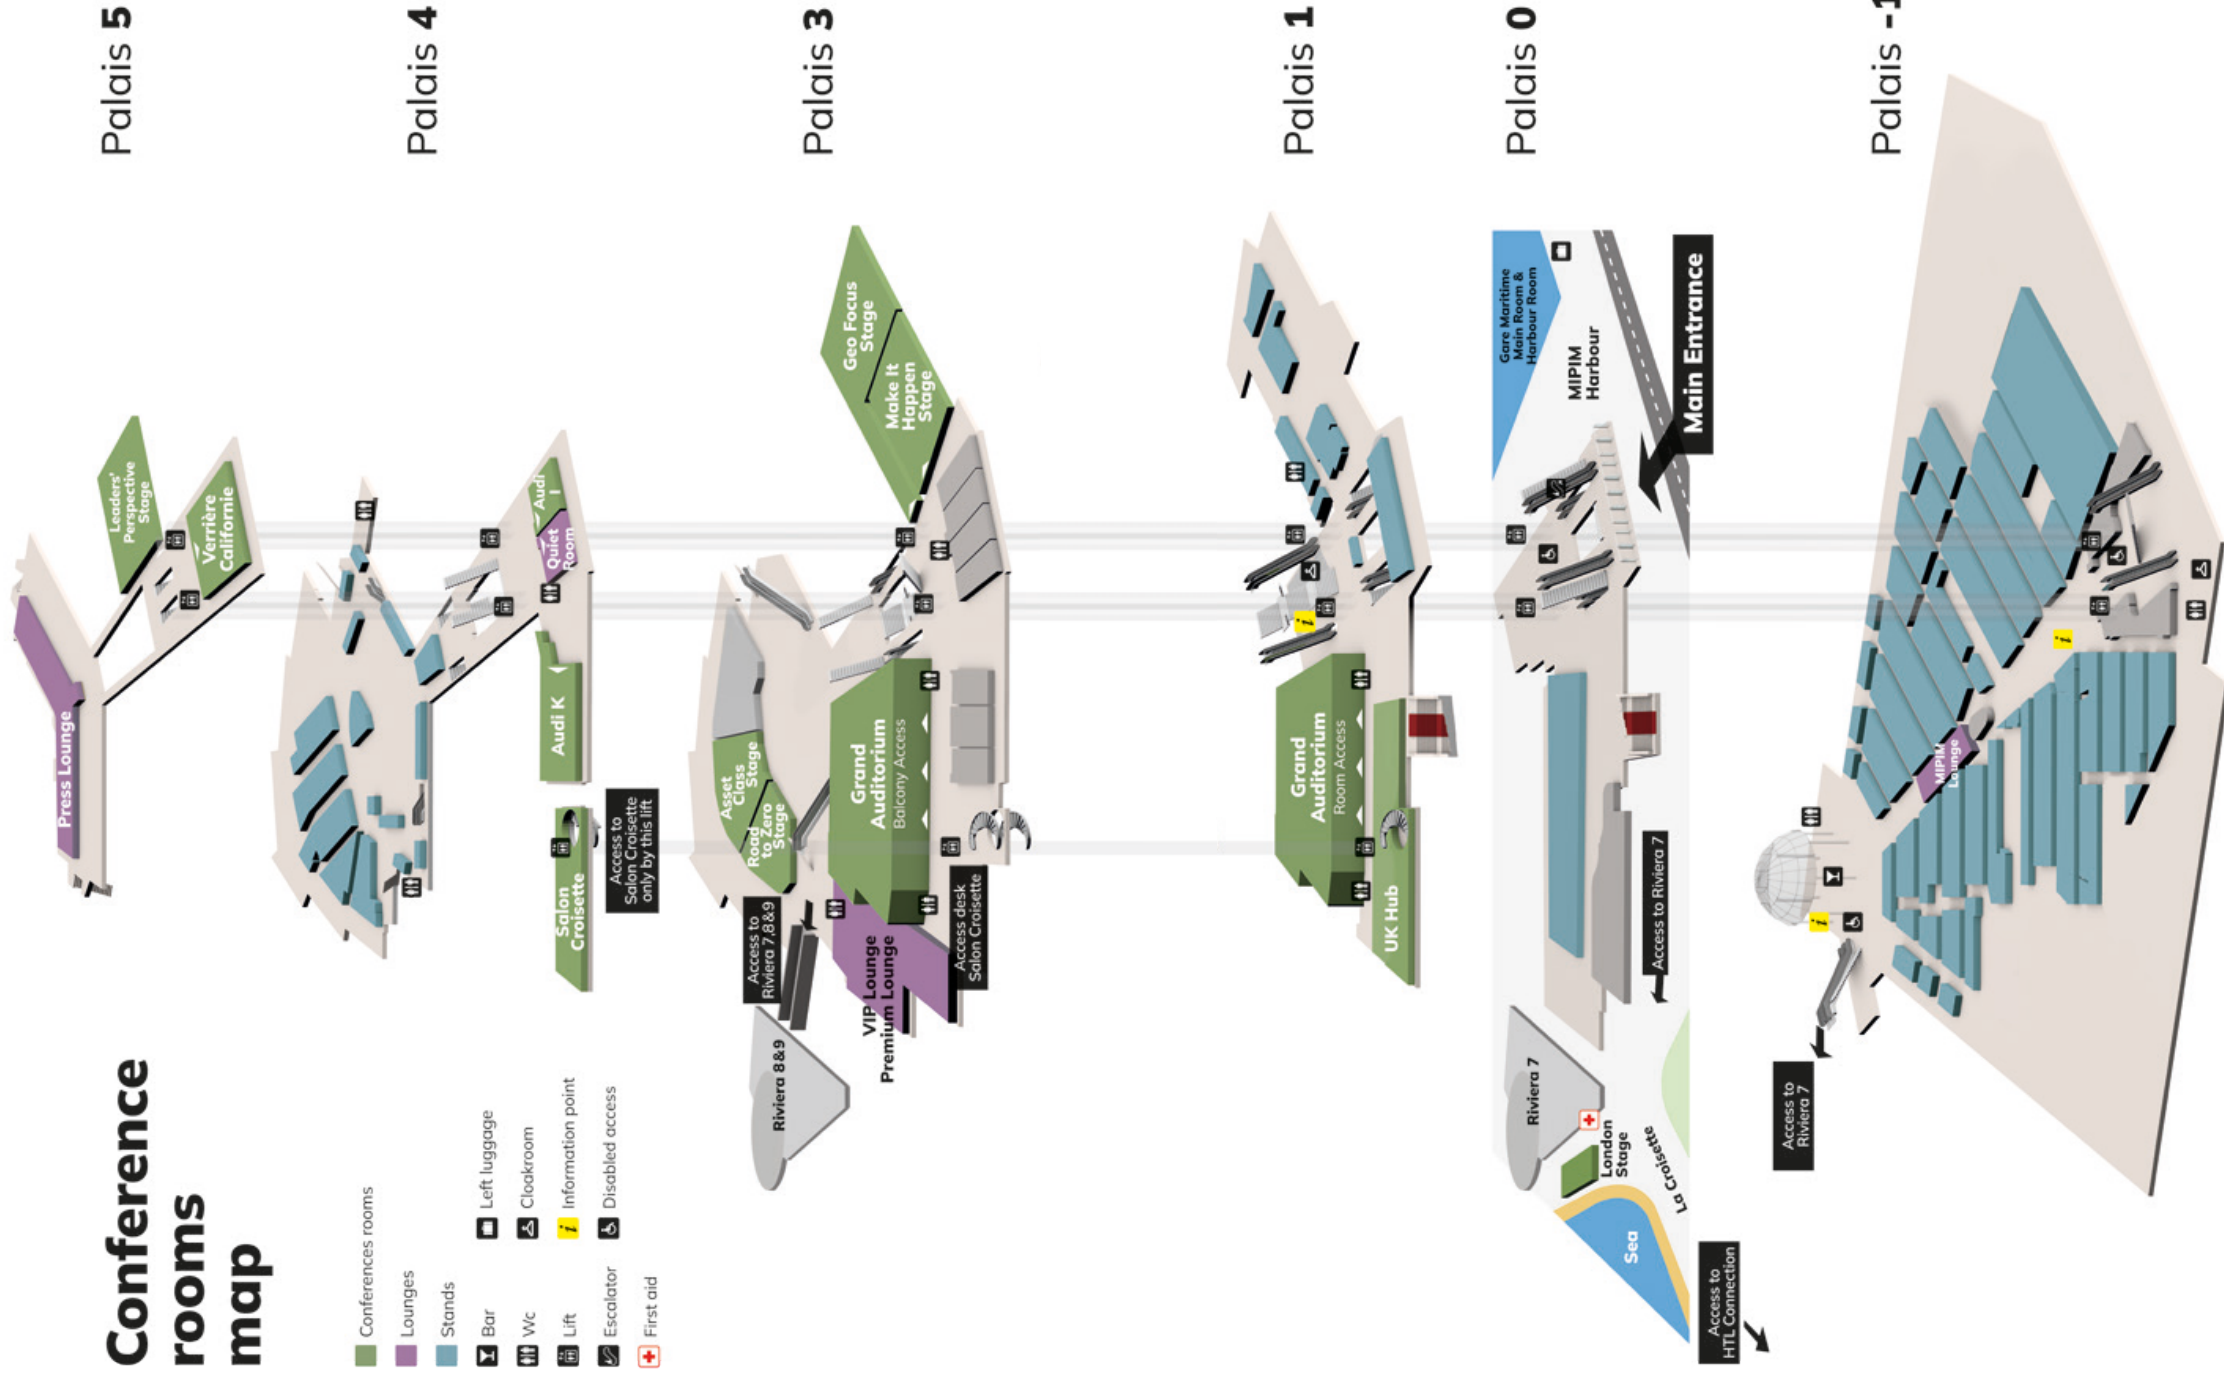 Conference
rooms
map
Conferences rooms
Lounges
Stands
Bar
Left luggage
Wc
Cloakroom
Lift
Information point
Escalator
Disabled access
First aid
Palais 5
Press Lounge
Leaders'
Perspective
Stage
Verrière
Californie
Palais 4
Audi I
Quiet
Room
Audi K
Salon
Croisette
Access to
Salon Croisette
only by this lift
Palais 3
Geo Focus
Stage
Make It
Happen
Stage
Asset
Class
Stage
Road
to Zero
Stage
Grand
Auditorium
Balcony Access
Access to
Riviera 7,8&9
Riviera 8&9
VIP Lounge
Premium Lounge
Access desk
Salon Croisette
Palais 1
Grand
Auditorium
Room Access
UK Hub
Palais 0
Gare Maritime
Main Room &
Harbour Room
MIPIM
Harbour
Main Entrance
Access to Riviera 7
Riviera 7
London
Stage
La Croisette
Sea
Access to
HTL Connection
Palais -1
MIPIM
Lounge
Access to
Riviera 7